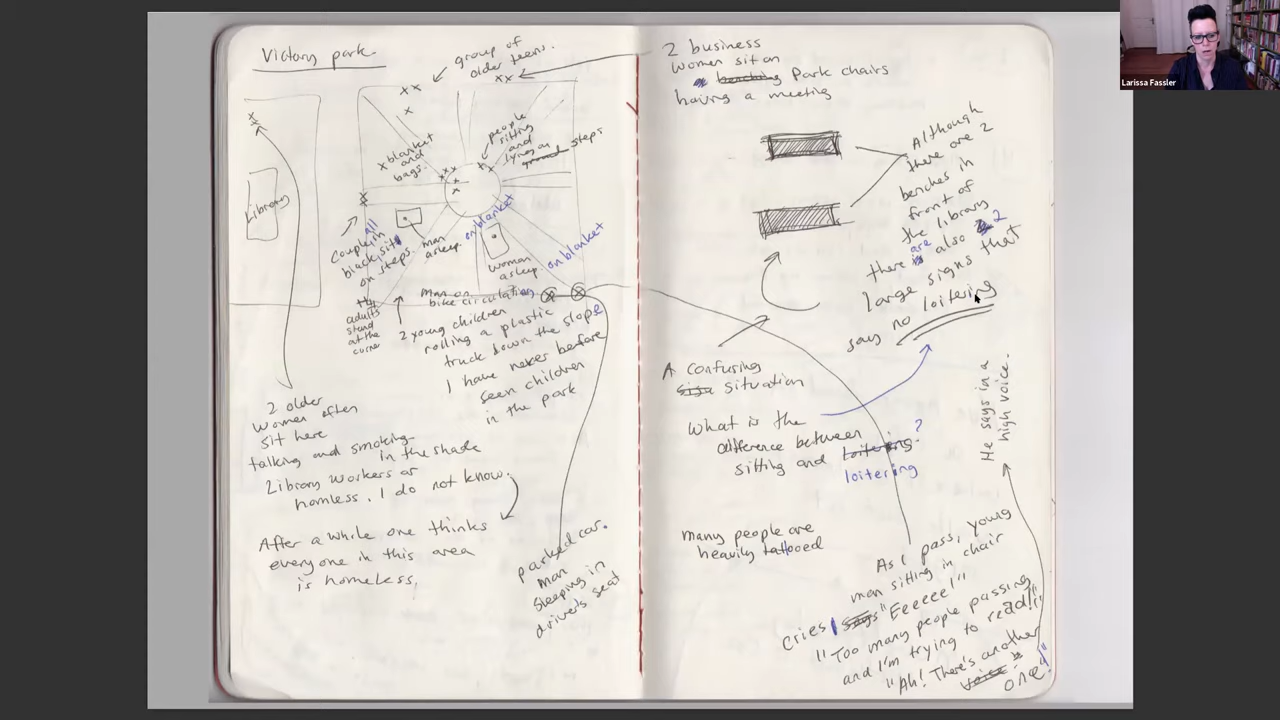 Larissa Fassler
Victory park
group of
older teens.
people
sitting
and
lying on
ground steps
x blanket
and
bags.
Library
Couple all
in
black sit
on steps.
man
asleep.
on blanket
woman
asleep.
on blanket
4
adults
stand
at the
corner
man on
bike circulating
2 young children
rolling a plastic
truck down the slope
I have never before
seen children
in the park
2 older
women often
sit here
talking and smoking
in the shade
Library workers or
homless. I do not know.
After a while one thinks
everyone in this area
is homeless,
parked car.
man
sleeping in
driver's seat
2 business
women sit on
benching Park chairs
having a meeting
Although
there are 2
benches in
front of
the library
there are also 2
large signs that
say no loitering
A confusing
situation
what is the
difference between
sitting and loitering?
loitering
many people are
heavily tattooed
He says in a
high voice.
As I pass, young
man sitting in chair
cries says "Eeeeee!"
"Too many people passing
and I'm trying to read!",
"Ah! There's another
voice is one!"